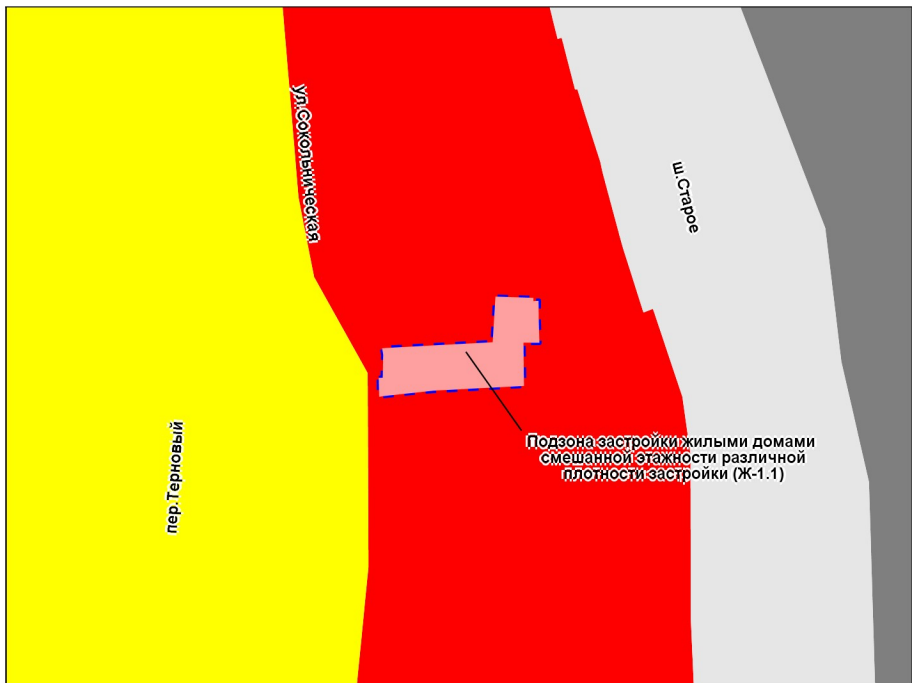 ул.Сокольническая
ш.Старое
пер.Терновый
Подзона застройки жилыми домами
смешанной этажности различной
плотности застройки (Ж-1.1)